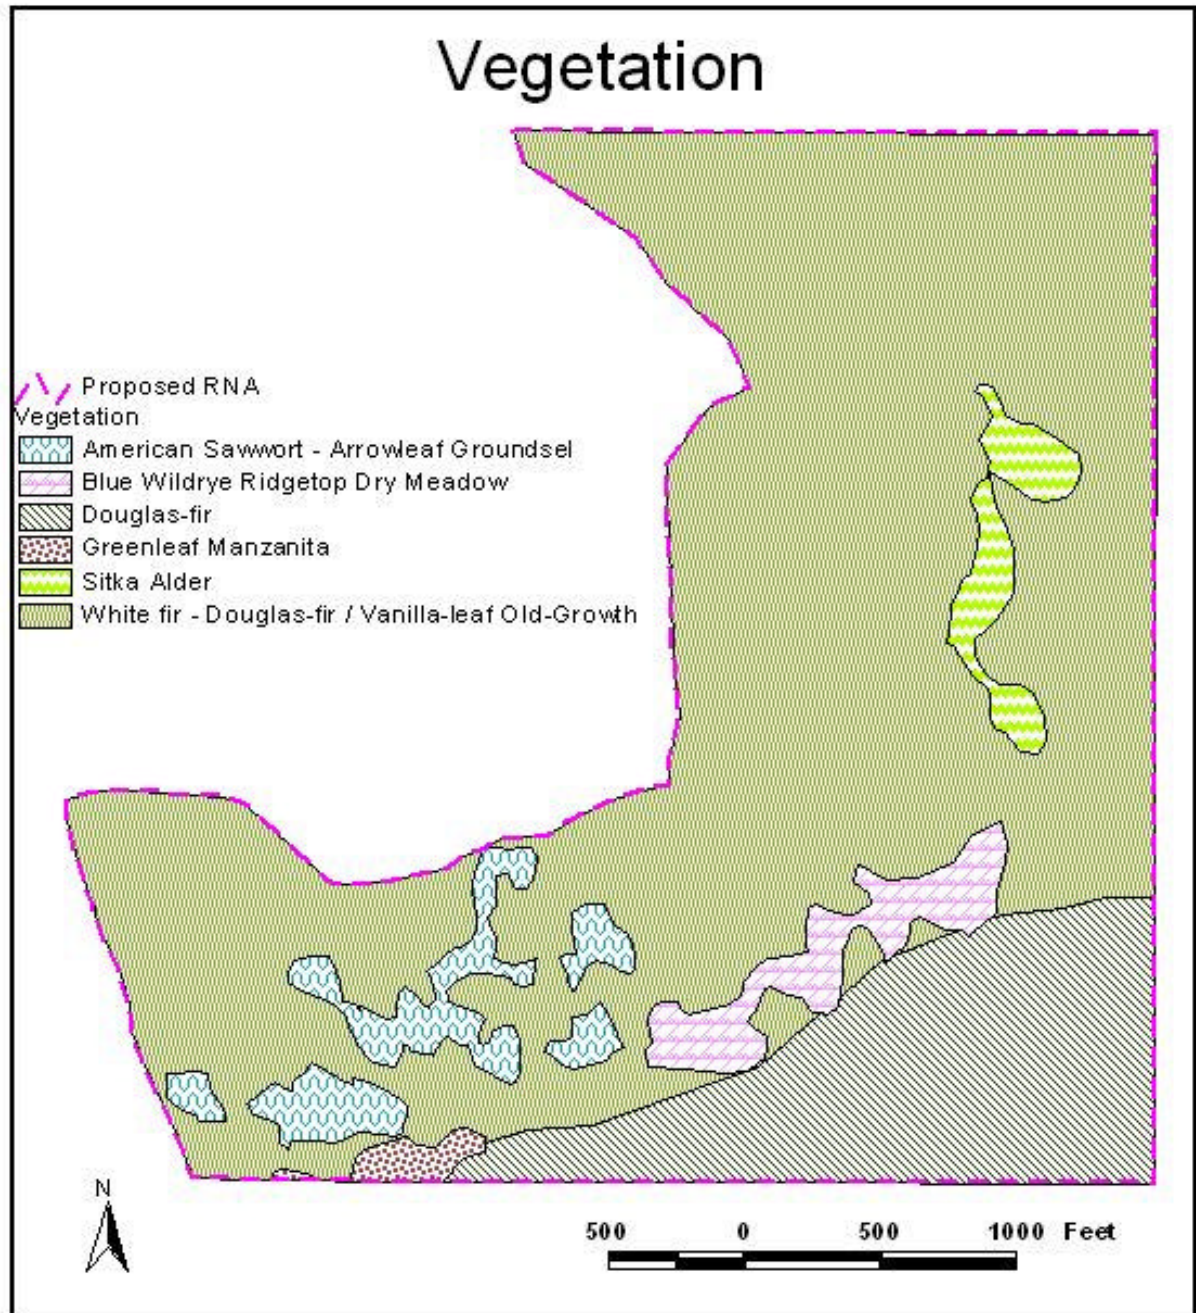 Vegetation
Proposed RNA
Vegetation
American Sawwort - Arrowleaf Groundsel
Blue Wildrye Ridgetop Dry Meadow
Douglas-fir
Greenleaf Manzanita
Sitka Alder
White fir - Douglas-fir / Vanilla-leaf Old-Growth
N
500 0 500 1000 Feet